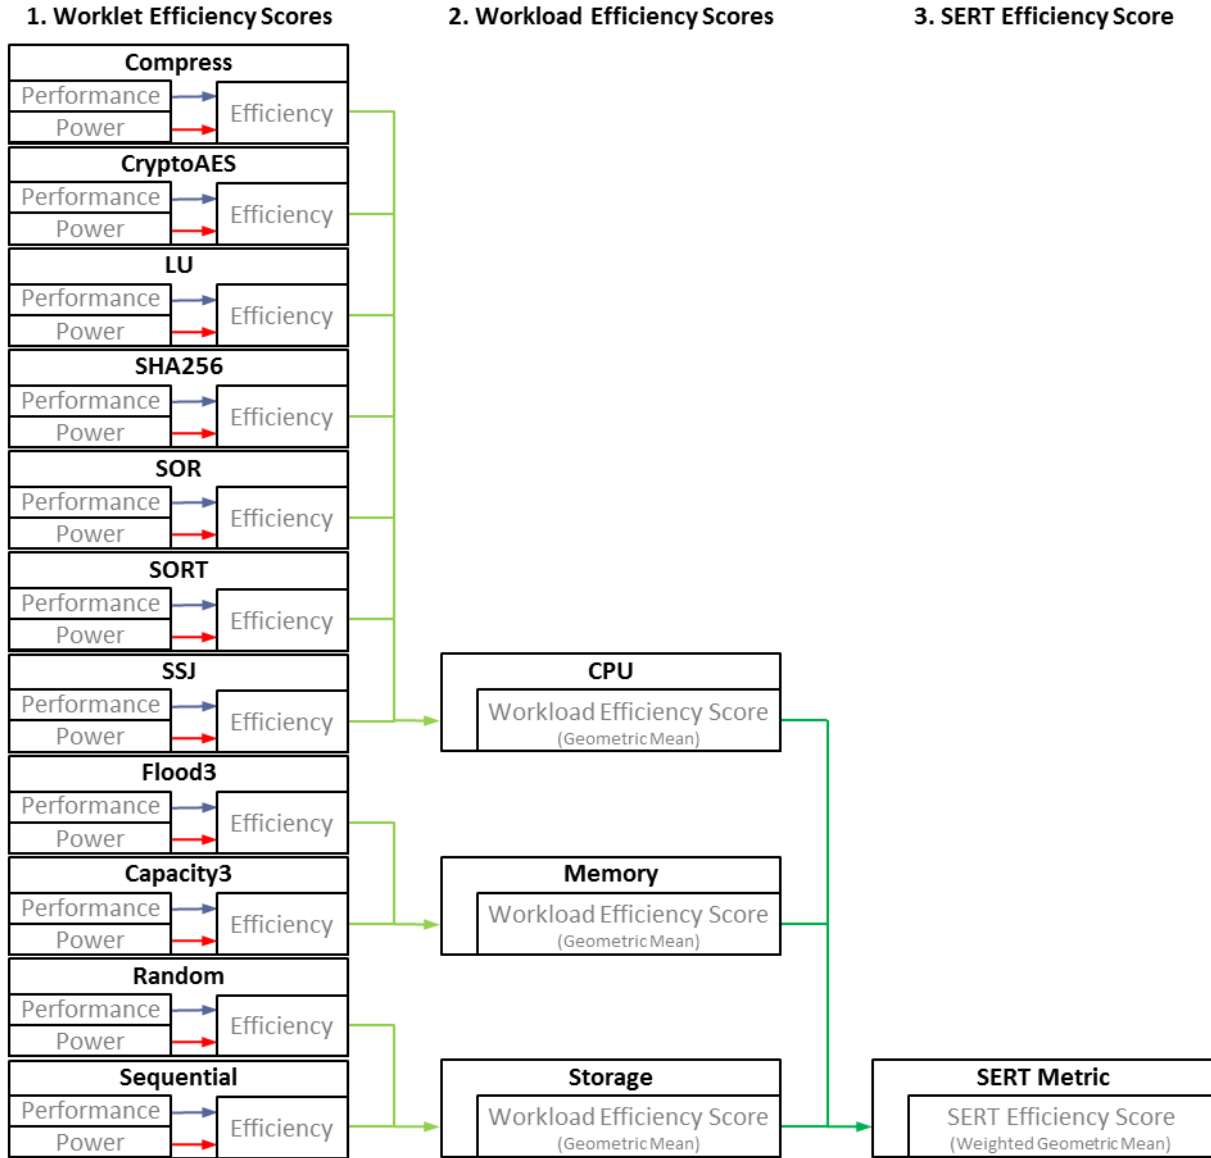 1. Worklet Efficiency Scores
2. Workload Efficiency Scores
3. SERT Efficiency Score
Compress
Performance
Power
Efficiency
CryptoAES
Performance
Power
Efficiency
LU
Performance
Power
Efficiency
SHA256
Performance
Power
Efficiency
SOR
Performance
Power
Efficiency
SORT
Performance
Power
Efficiency
SSJ
Performance
Power
Efficiency
Flood3
Performance
Power
Efficiency
Capacity3
Performance
Power
Efficiency
Random
Performance
Power
Efficiency
Sequential
Performance
Power
Efficiency
CPU
Workload Efficiency Score
(Geometric Mean)
Memory
Workload Efficiency Score
(Geometric Mean)
Storage
Workload Efficiency Score
(Geometric Mean)
SERT Metric
SERT Efficiency Score
(Weighted Geometric Mean)